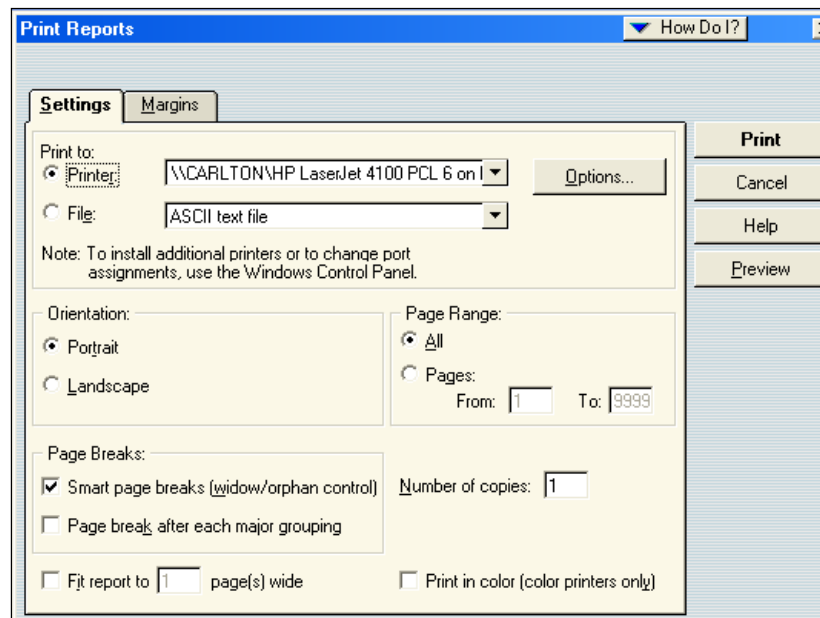 Print Reports
How Do I?
Settings
Margins
Print to:
Printer:
\\CARLTON\HP LaserJet 4100 PCL 6 on
Options...
File:
ASCII text file
Note: To install additional printers or to change port
assignments, use the Windows Control Panel.
Print
Cancel
Help
Preview
Orientation:
Portrait
Landscape
Page Range:
All
Pages:
From: 1 To: 9999
Page Breaks:
Smart page breaks (widow/orphan control)
Page break after each major grouping
Number of copies: 1
Fit report to 1 page(s) wide
Print in color (color printers only)